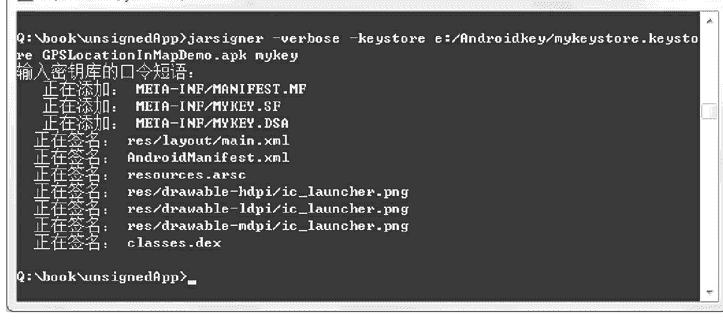 Q:\book\unsignedApp>jarsigner -verbose -keystore e:/Androidkey/mykeystore.keysto
re GPSLocationInMapDemo.apk mykey
输入密钥库的口令短语:
正在添加: META-INF/MANIFEST.MF
正在添加: META-INF/MYKEY.SF
正在添加: META-INF/MYKEY.DSA
正在签名: res/layout/main.xml
正在签名: AndroidManifest.xml
正在签名: resources.arsc
正在签名: res/drawable-hdpi/ic_launcher.png
正在签名: res/drawable-ldpi/ic_launcher.png
正在签名: res/drawable-mdpi/ic_launcher.png
正在签名: classes.dex
Q:\book\unsignedApp>_